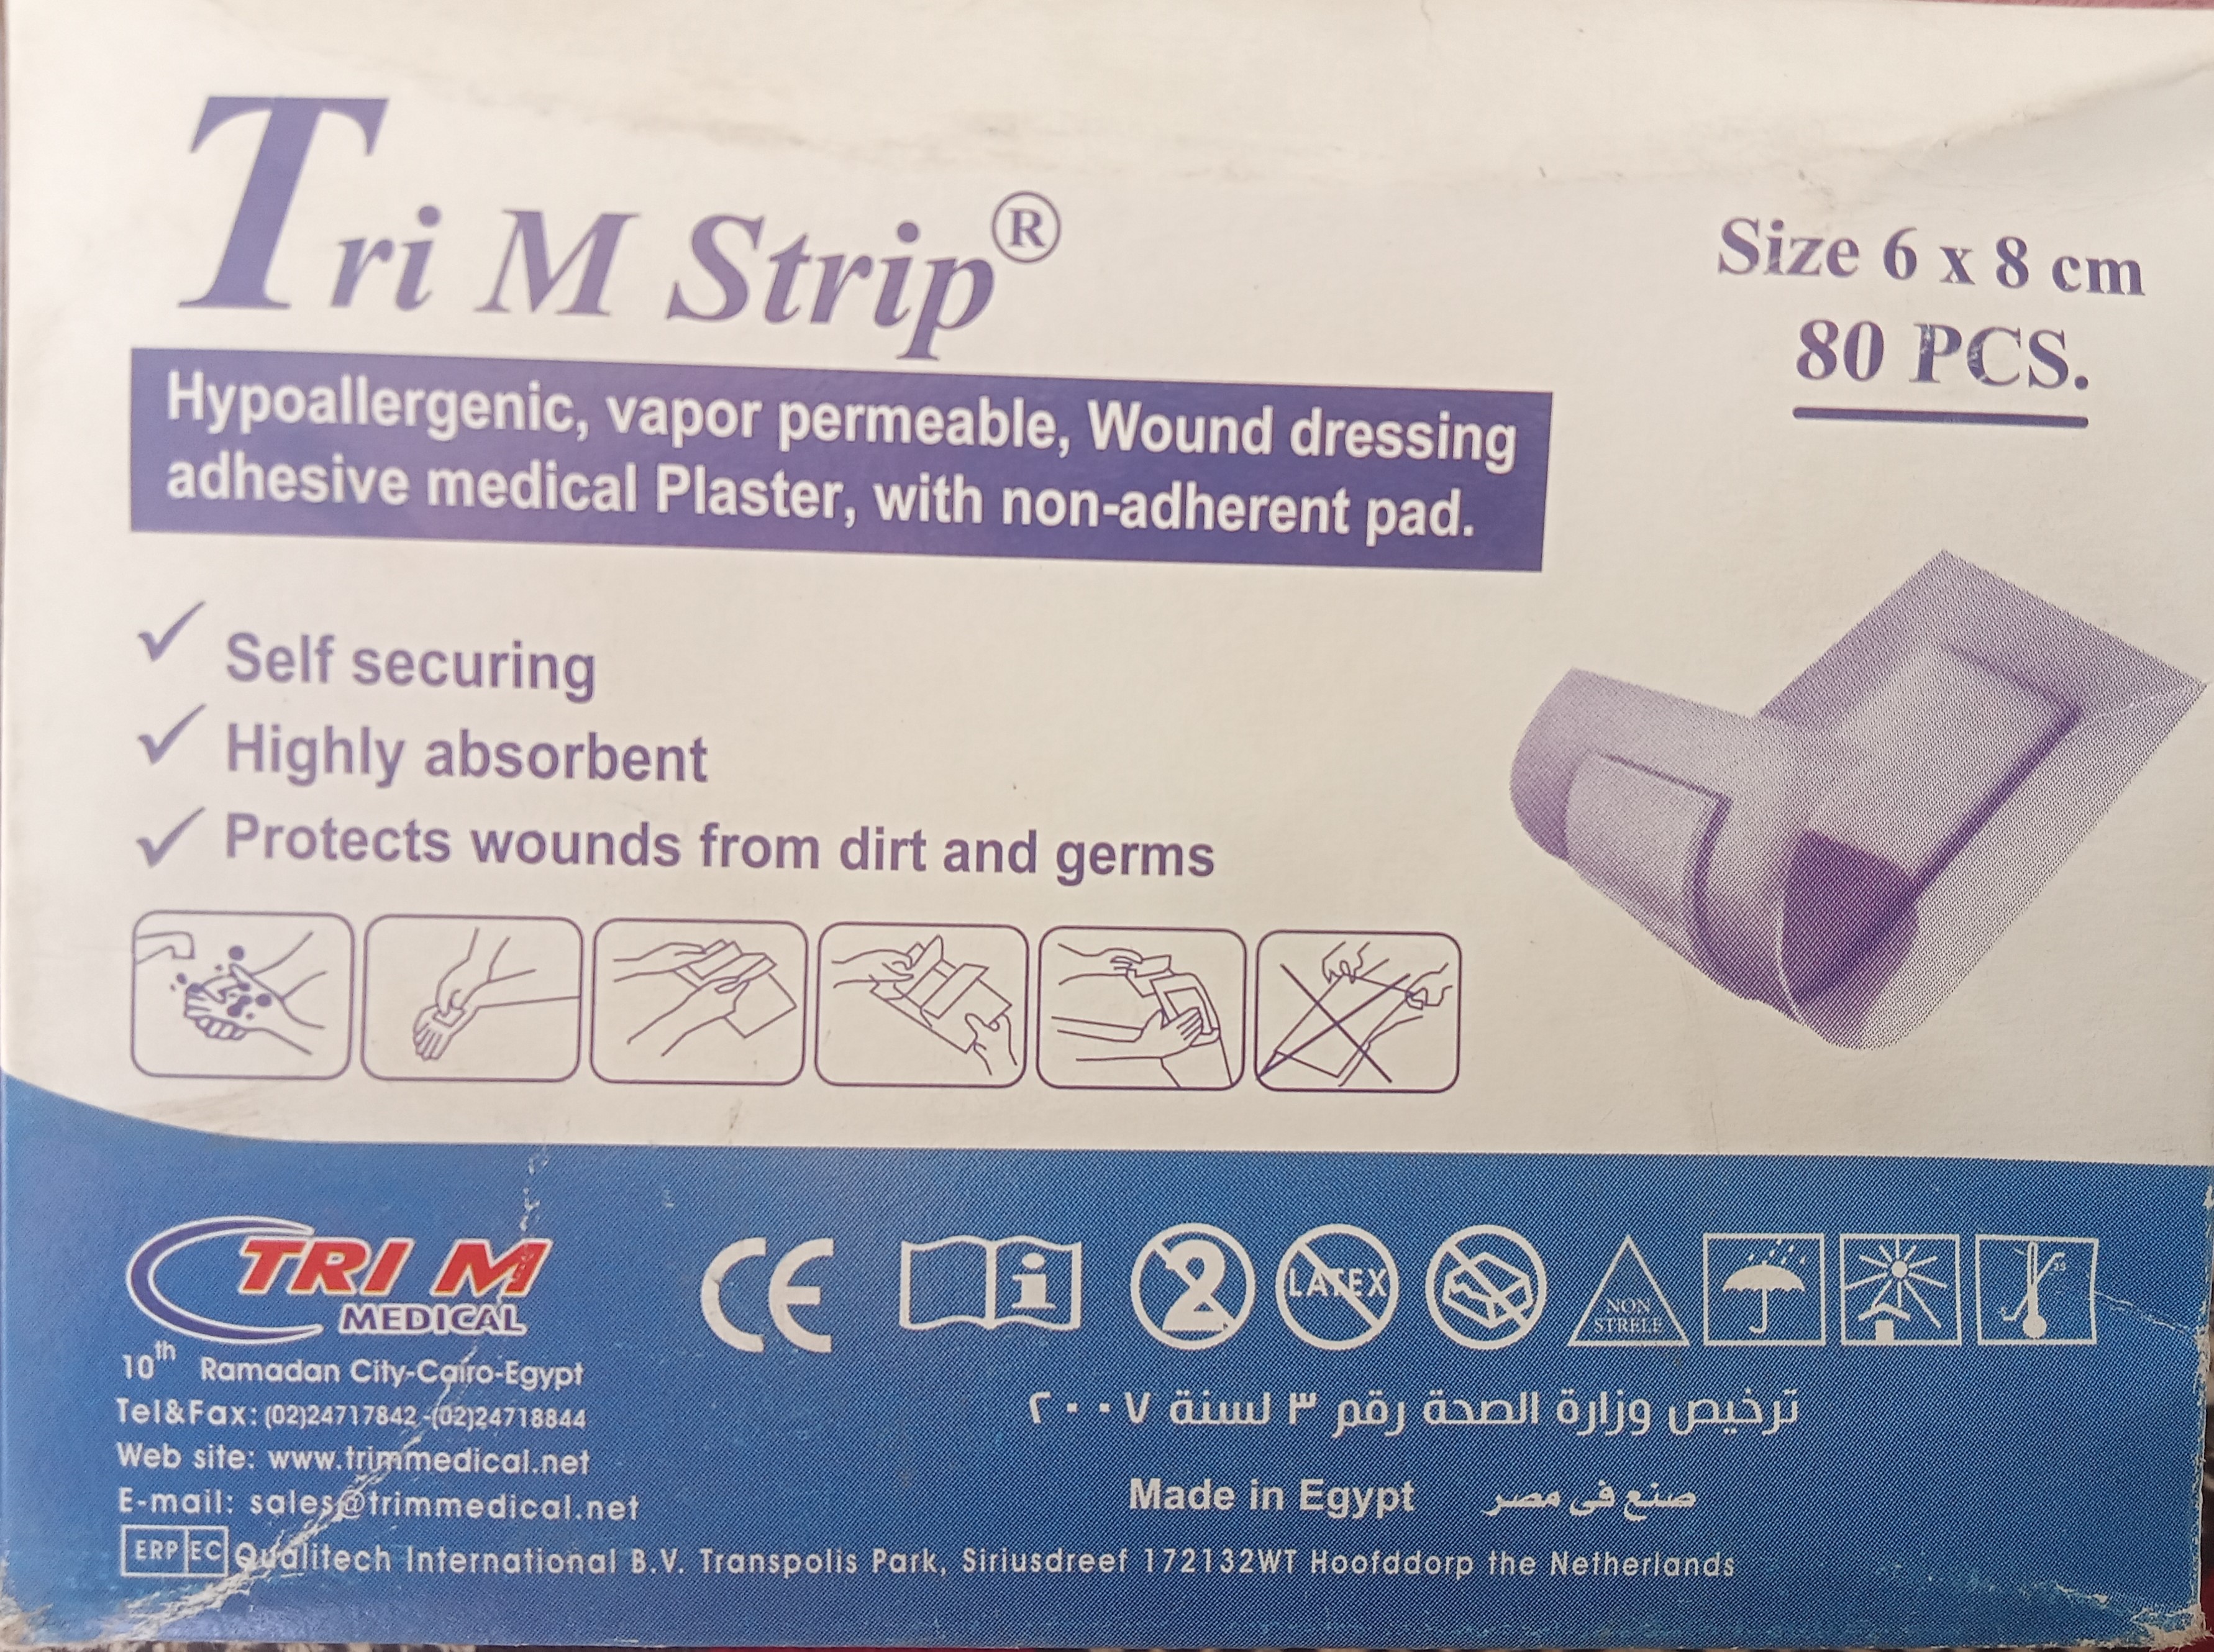 Tri M Strip®
Size 6 x 8 cm
80 PCS.
Hypoallergenic, vapor permeable, Wound dressing
adhesive medical Plaster, with non-adherent pad.
✓ Self securing
✓ Highly absorbent
✓ Protects wounds from dirt and germs
TRI M
MEDICAL
CE
i
2
LATEX
NON
STRELE
35
10th Ramadan City-Cairo-Egypt
Tel&Fax: (02)24717842-(02)24718844
Web site: www.trimmedical.net
E-mail: sales@trimmedical.net
ترخيص وزارة الصحة رقم ٣ لسنة ٢٠٠٧
Made in Egypt صنع فى مصر
ERP EC Qualitech International B.V. Transpolis Park, Siriusdreef 172132WT Hoofddorp the Netherlands